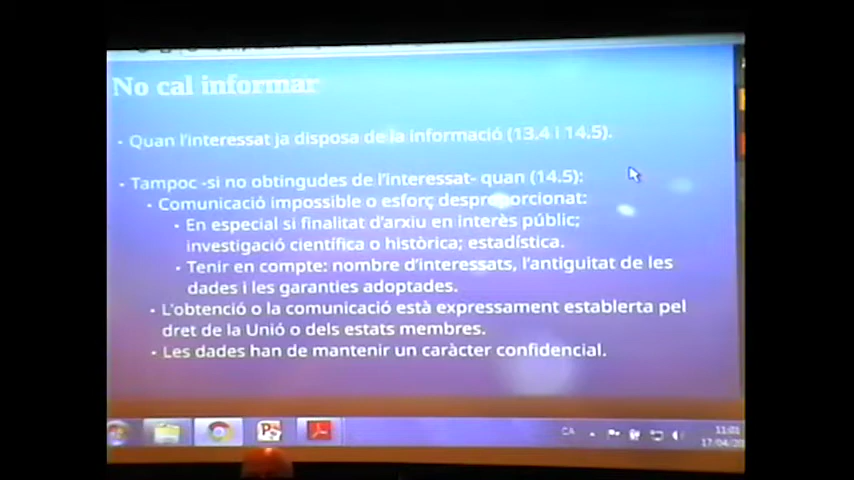 No cal informar
• Quan l'interessat ja disposa de la informació (13.4 i 14.5).
• Tampoc -si no obtingudes de l'interessat- quan (14.5):
• Comunicació impossible o esforç desproporcionat:
• En especial si finalitat d'arxiu en interès públic;
investigació científica o històrica; estadística.
• Tenir en compte: nombre d'interessats, l'antiguitat de les
dades i les garanties adoptades.
• L'obtenció o la comunicació està expressament establerta pel
dret de la Unió o dels estats membres.
• Les dades han de mantenir un caràcter confidencial.
CA
11:01
17/04/20